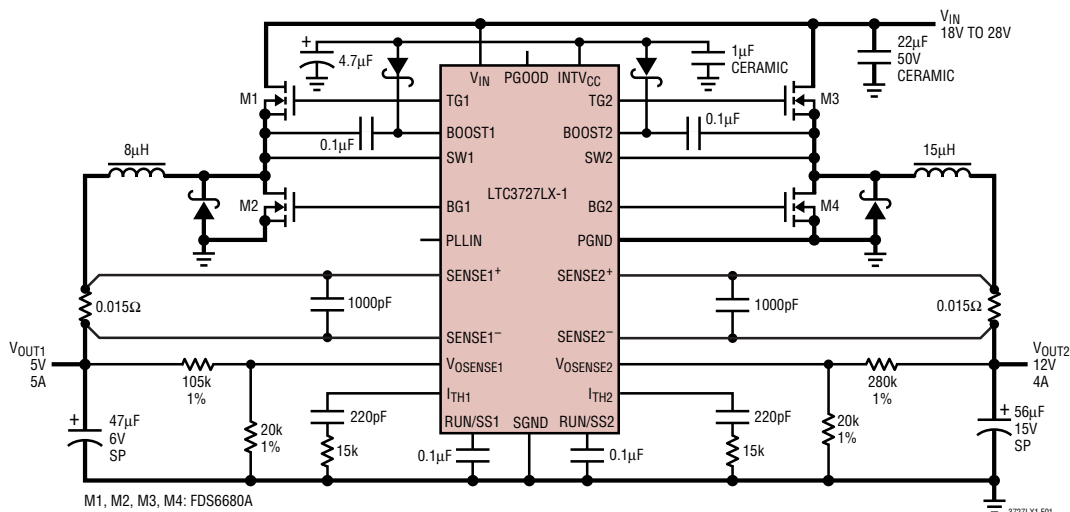 VIN
18V TO 28V
4.7µF
1µF
CERAMIC
22µF
50V
CERAMIC
VIN PGOOD INTVCC
M1
TG1
TG2
M3
BOOST1
BOOST2
0.1µF
0.1µF
8µH
SW1
SW2
15µH
LTC3727LX-1
M2
BG1
BG2
M4
PLLIN
PGND
SENSE1+
SENSE2+
0.015Ω
1000pF
1000pF
0.015Ω
SENSE1–
SENSE2–
VOUT1
5V
5A
VOSENSE1
VOSENSE2
VOUT2
12V
4A
105k
1%
280k
1%
ITH1
ITH2
47µF
6V
SP
20k
1%
220pF
220pF
20k
1%
56µF
15V
SP
RUN/SS1 SGND RUN/SS2
15k
0.1µF
0.1µF
15k
M1, M2, M3, M4: FDS6680A
3727LX1 F01